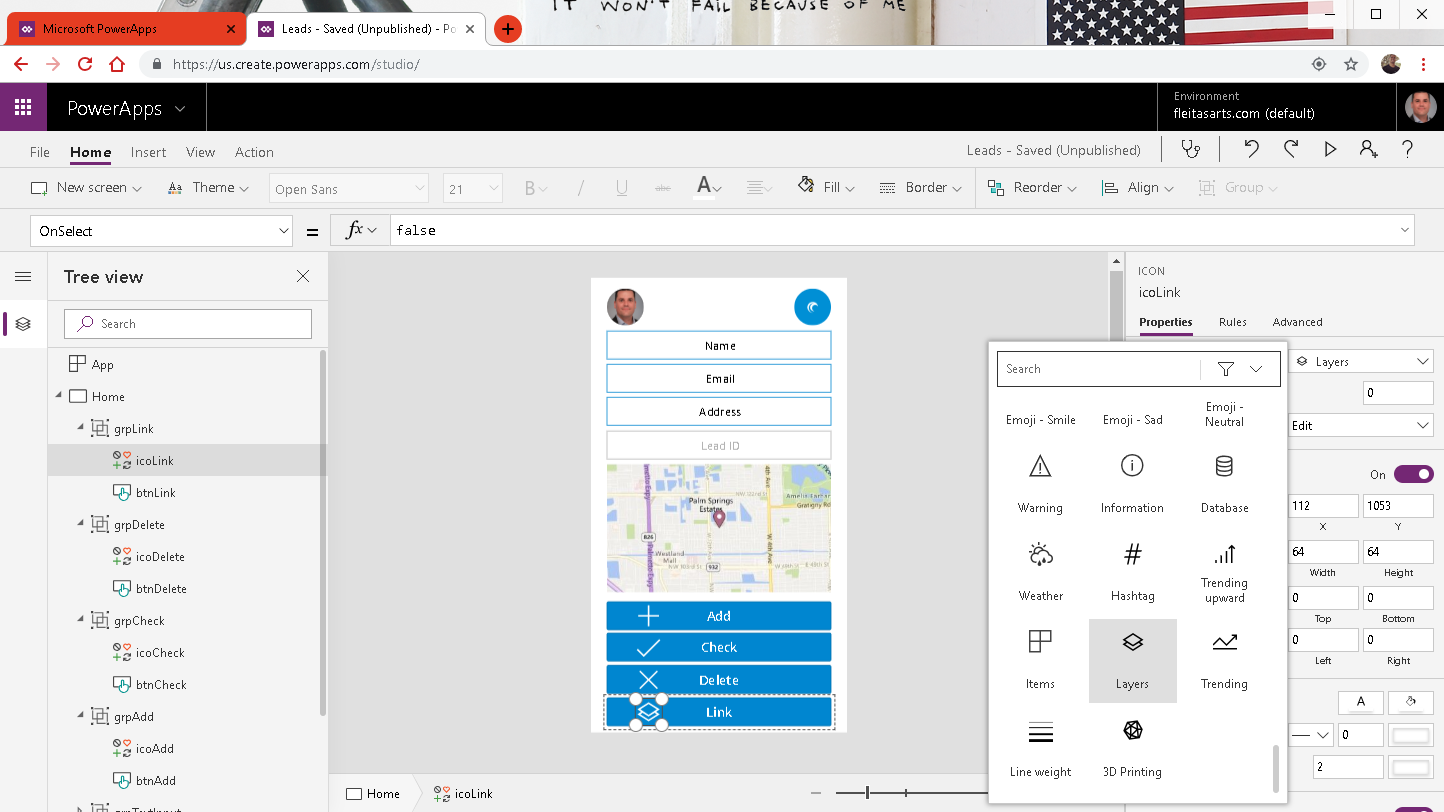 IT WON'T FAIL BECAUSE OF ME
Microsoft PowerApps
Leads - Saved (Unpublished) - Po
https://us.create.powerapps.com/studio/
PowerApps
Environment
fleitasarts.com (default)
File Home Insert View Action
Leads - Saved (Unpublished)
New screen Theme Open Sans 21 B / U abc A Fill Border Reorder Align Group
OnSelect = fx false
Tree view
Search
App
Home
grpLink
icoLink
btnLink
grpDelete
icoDelete
btnDelete
grpCheck
icoCheck
btnCheck
grpAdd
icoAdd
btnAdd
Name
Email
Address
Lead ID
Palm Springs
Estates
826
Westland Mall
932
Add
Check
Delete
Link
Home icoLink
ICON
icoLink
Properties Rules Advanced
Search
Emoji - Smile Emoji - Sad Emoji - Neutral
Warning Information Database
Weather Hashtag Trending upward
Items Layers Trending
Line weight 3D Printing
Layers
0
Edit
On
112 1053
X Y
64 64
Width Height
0 0
Top Bottom
0 0
Left Right
A
0
2